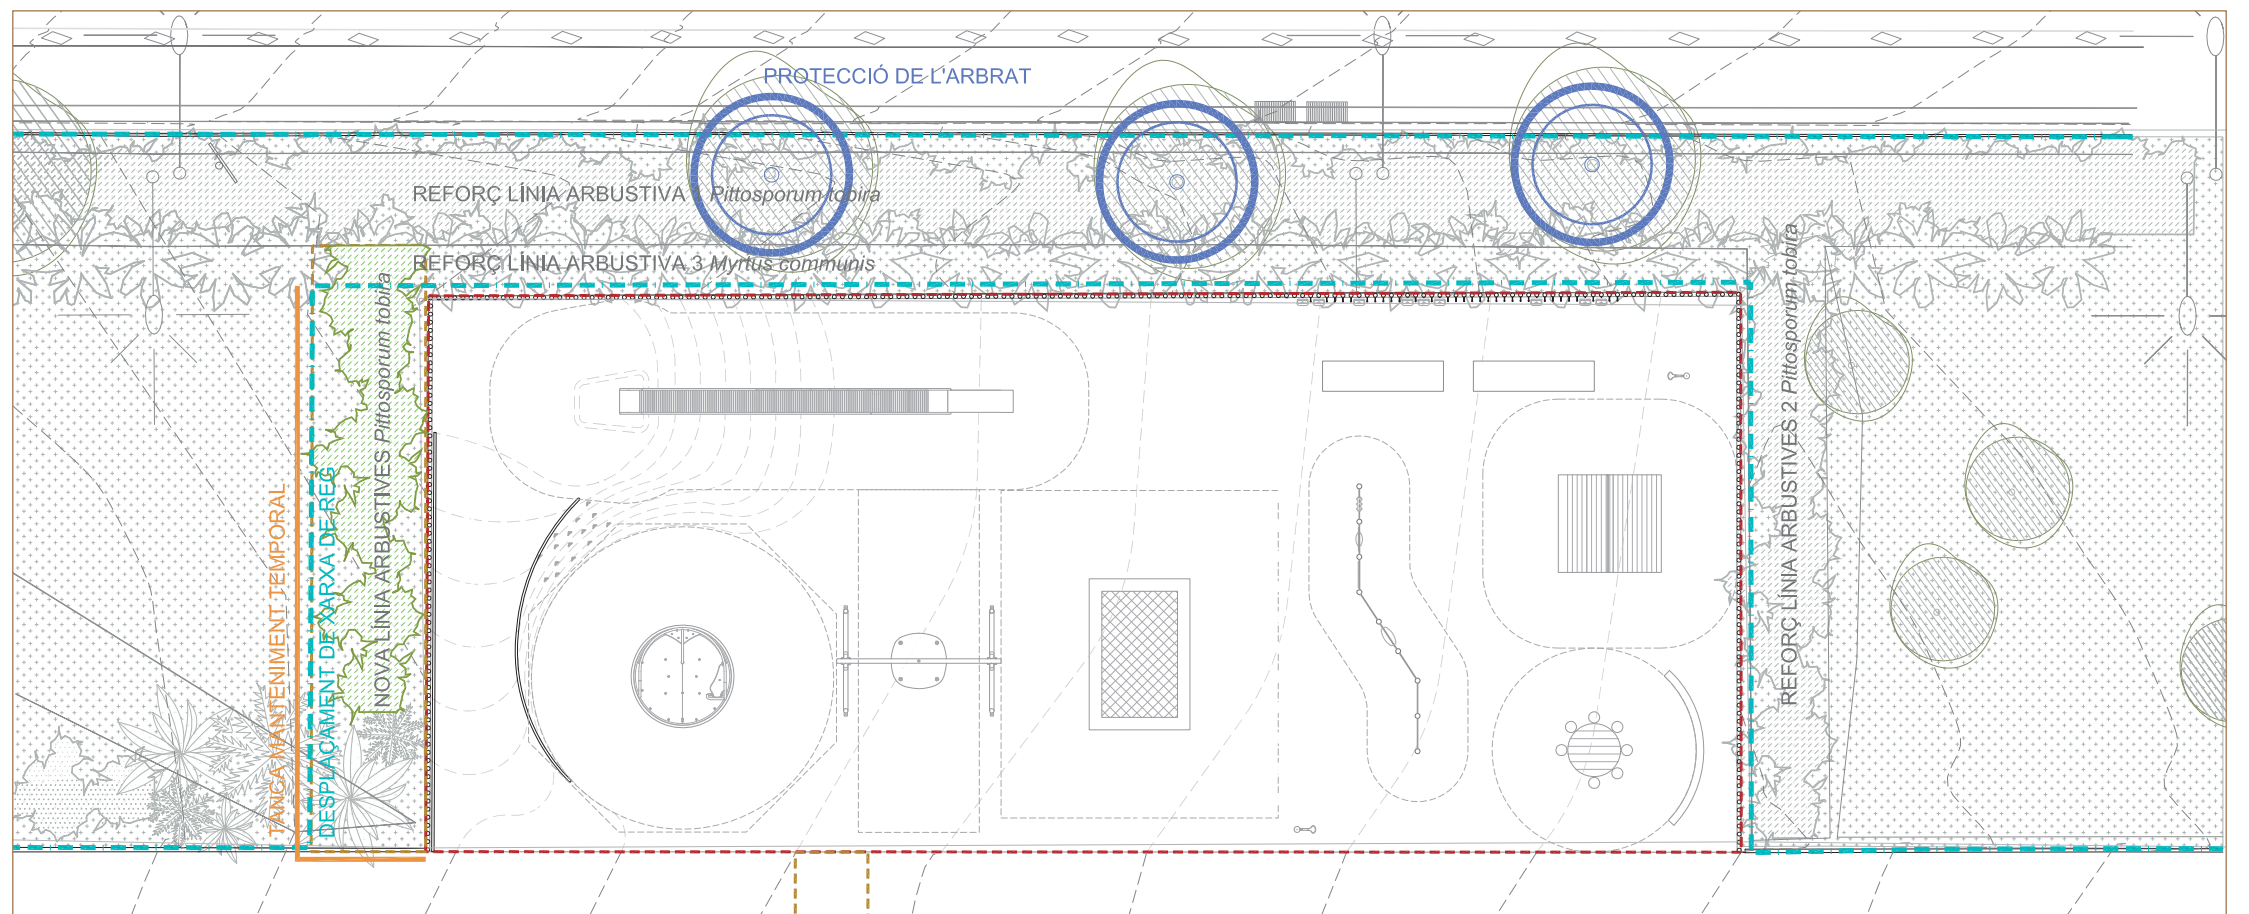 PROTECCIÓ DE L'ARBRAT
REFORÇ LÍNIA ARBUSTIVA 1 Pittosporum tobira
REFORÇ LÍNIA ARBUSTIVA 3 Myrtus communis
TANCA MANTENIMENT TEMPORAL
DESPLAÇAMENT DE XARXA DE REG
NOVA LÍNIA ARBUSTIVES Pittosporum tobira
REFORÇ LÍNIA ARBUSTIVES 2 Pittosporum tobira